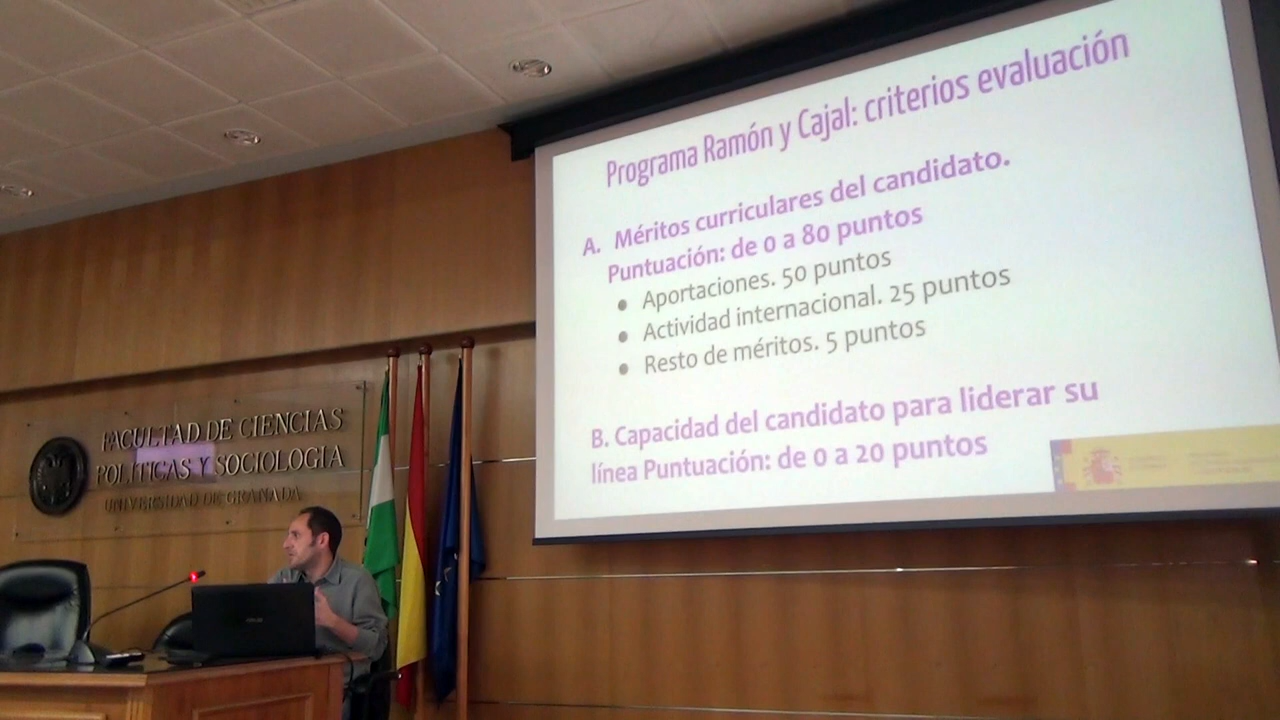 Programa Ramón y Cajal: criterios evaluación
A. Méritos curriculares del candidato.
Puntuación: de 0 a 80 puntos
• Aportaciones. 50 puntos
• Actividad internacional. 25 puntos
• Resto de méritos. 5 puntos
B. Capacidad del candidato para liderar su
línea Puntuación: de 0 a 20 puntos
FACULTAD DE CIENCIAS
POLÍTICAS Y SOCIOLOGÍA
UNIVERSIDAD DE GRANADA